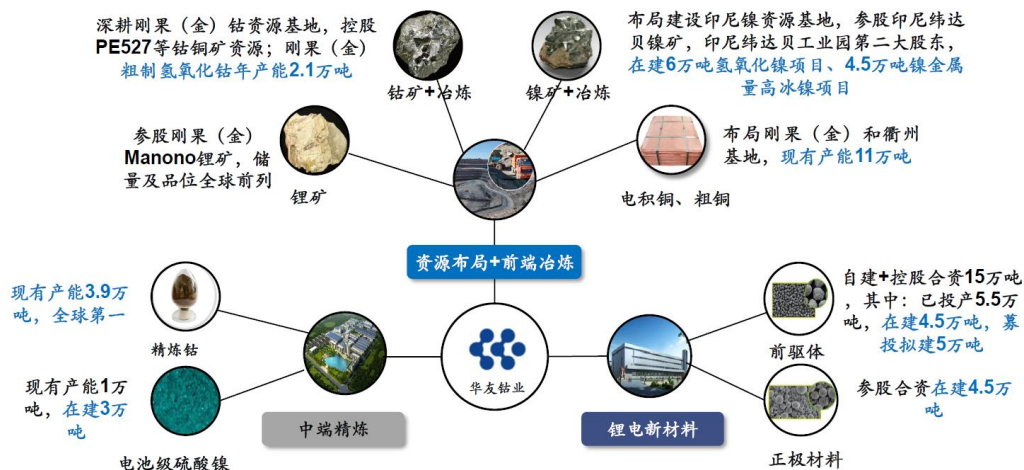 深耕刚果（金）钴资源基地，控股
PE527等钴铜矿资源；刚果（金）
粗制氢氧化钴年产能2.1万吨
钴矿+冶炼
布局建设印尼镍资源基地，参股印尼纬达
贝镍矿，印尼纬达贝工业园第二大股东，
在建6万吨氢氧化镍项目、4.5万吨镍金属
量高冰镍项目
镍矿+冶炼
参股刚果（金）
Manono锂矿，储
量及品位全球前列
锂矿
布局刚果（金）和衢州
基地，现有产能11万吨
电积铜、粗铜
资源布局+前端冶炼
现有产能3.9万
吨，全球第一
精炼钴
现有产能1万
吨，在建3万
吨
电池级硫酸镍
中端精炼
华友钴业
锂电新材料
自建+控股合资15万吨
，其中：已投产5.5万
吨，在建4.5万吨，募
投拟建5万吨
前驱体
参股合资在建4.5万
吨
正极材料